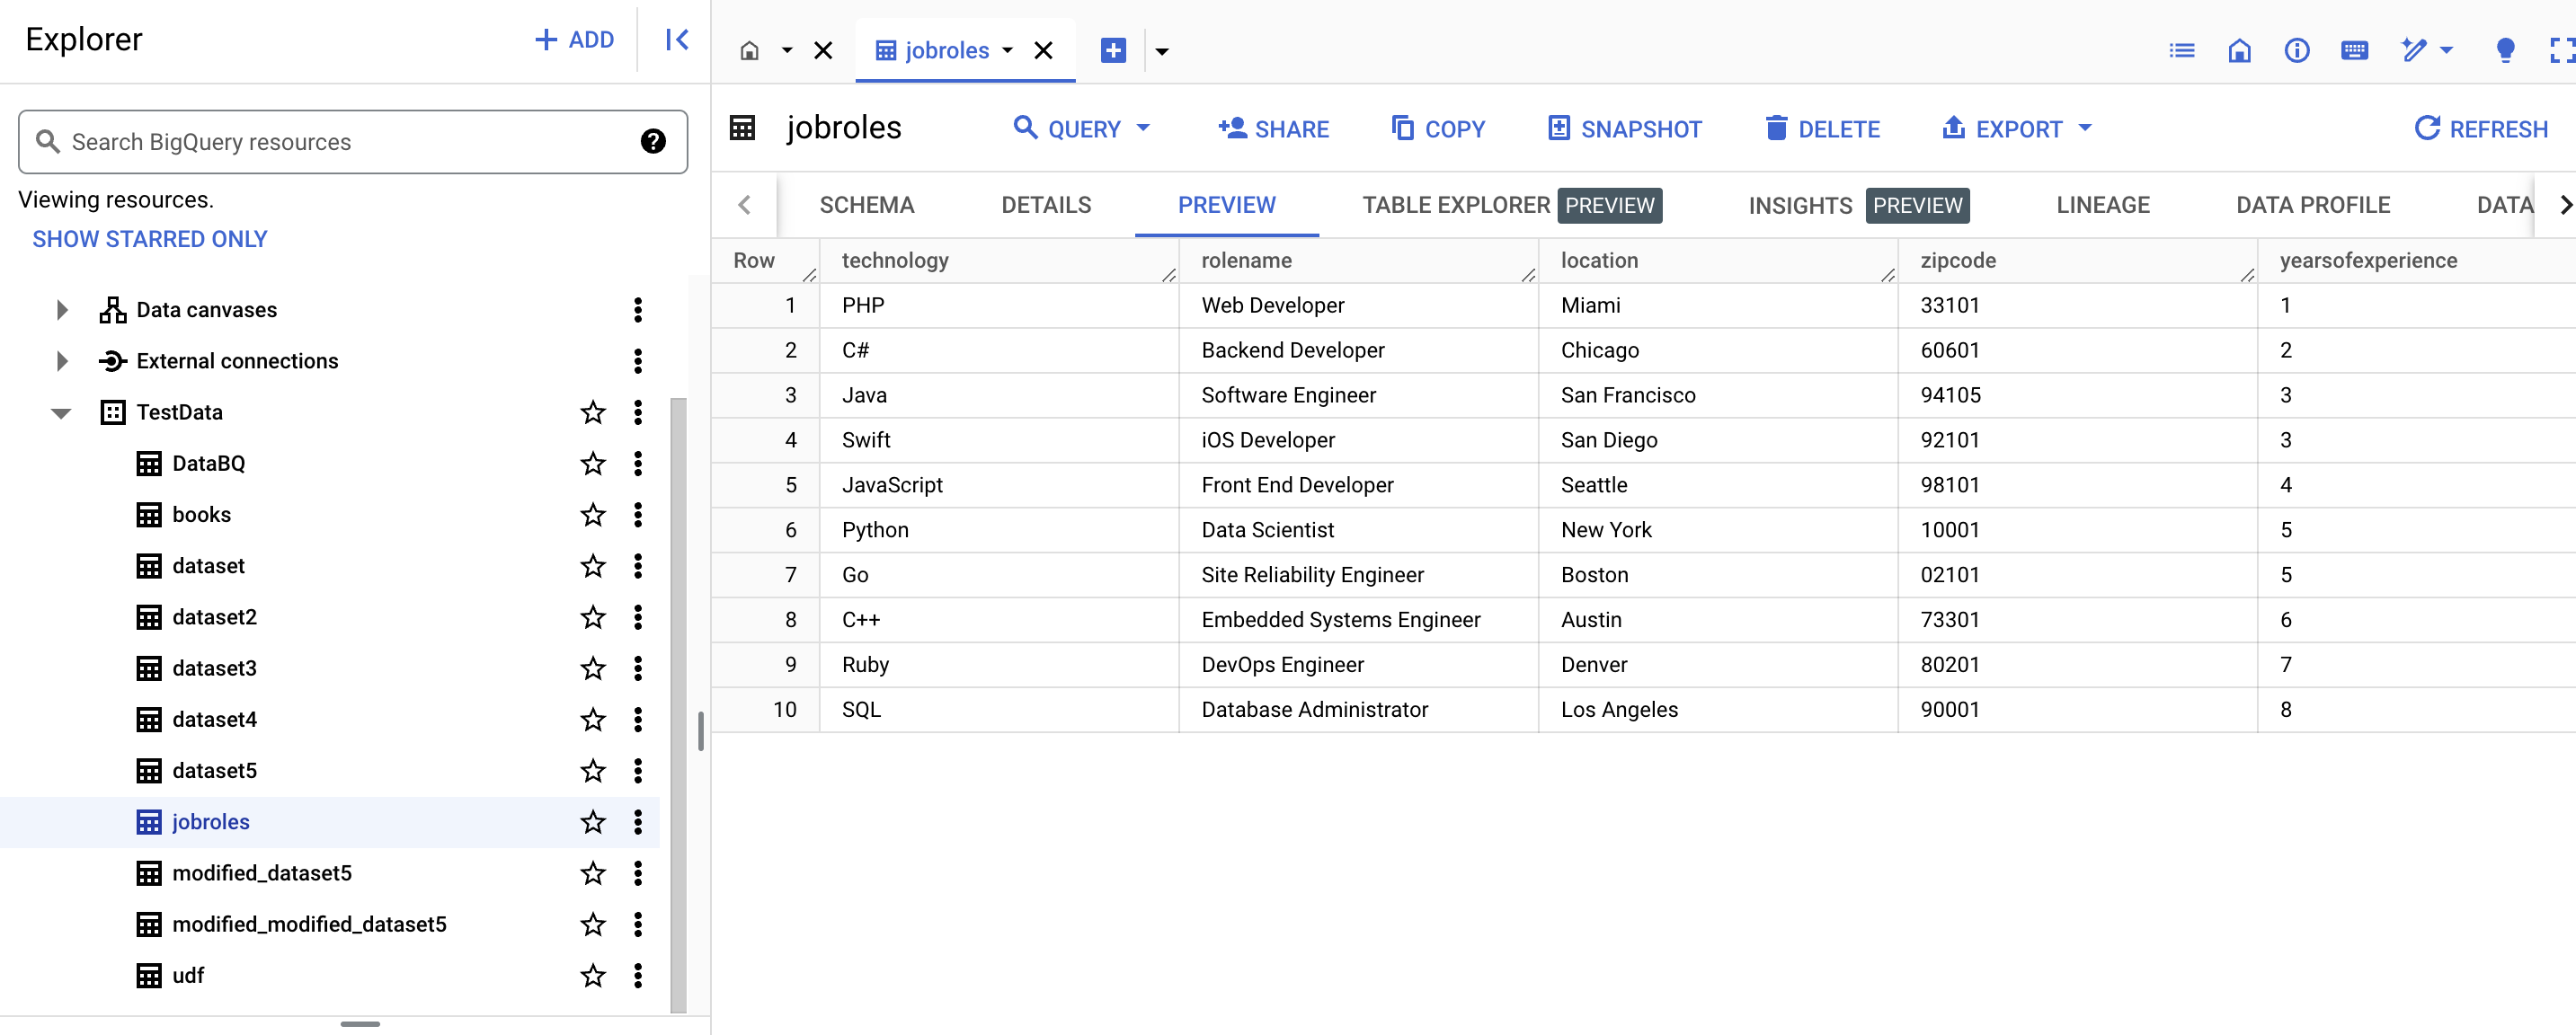 Explorer
ADD
Search BigQuery resources
Viewing resources.
SHOW STARRED ONLY
Data canvases
External connections
TestData
DataBQ
books
dataset
dataset2
dataset3
dataset4
dataset5
jobroles
modified_dataset5
modified_modified_dataset5
udf
jobroles
jobroles QUERY SHARE COPY SNAPSHOT DELETE EXPORT REFRESH
SCHEMA DETAILS PREVIEW TABLE EXPLORER PREVIEW INSIGHTS PREVIEW LINEAGE DATA PROFILE DATA
Row technology rolename location zipcode yearsofexperience
1 PHP Web Developer Miami 33101 1
2 C# Backend Developer Chicago 60601 2
3 Java Software Engineer San Francisco 94105 3
4 Swift iOS Developer San Diego 92101 3
5 JavaScript Front End Developer Seattle 98101 4
6 Python Data Scientist New York 10001 5
7 Go Site Reliability Engineer Boston 02101 5
8 C++ Embedded Systems Engineer Austin 73301 6
9 Ruby DevOps Engineer Denver 80201 7
10 SQL Database Administrator Los Angeles 90001 8